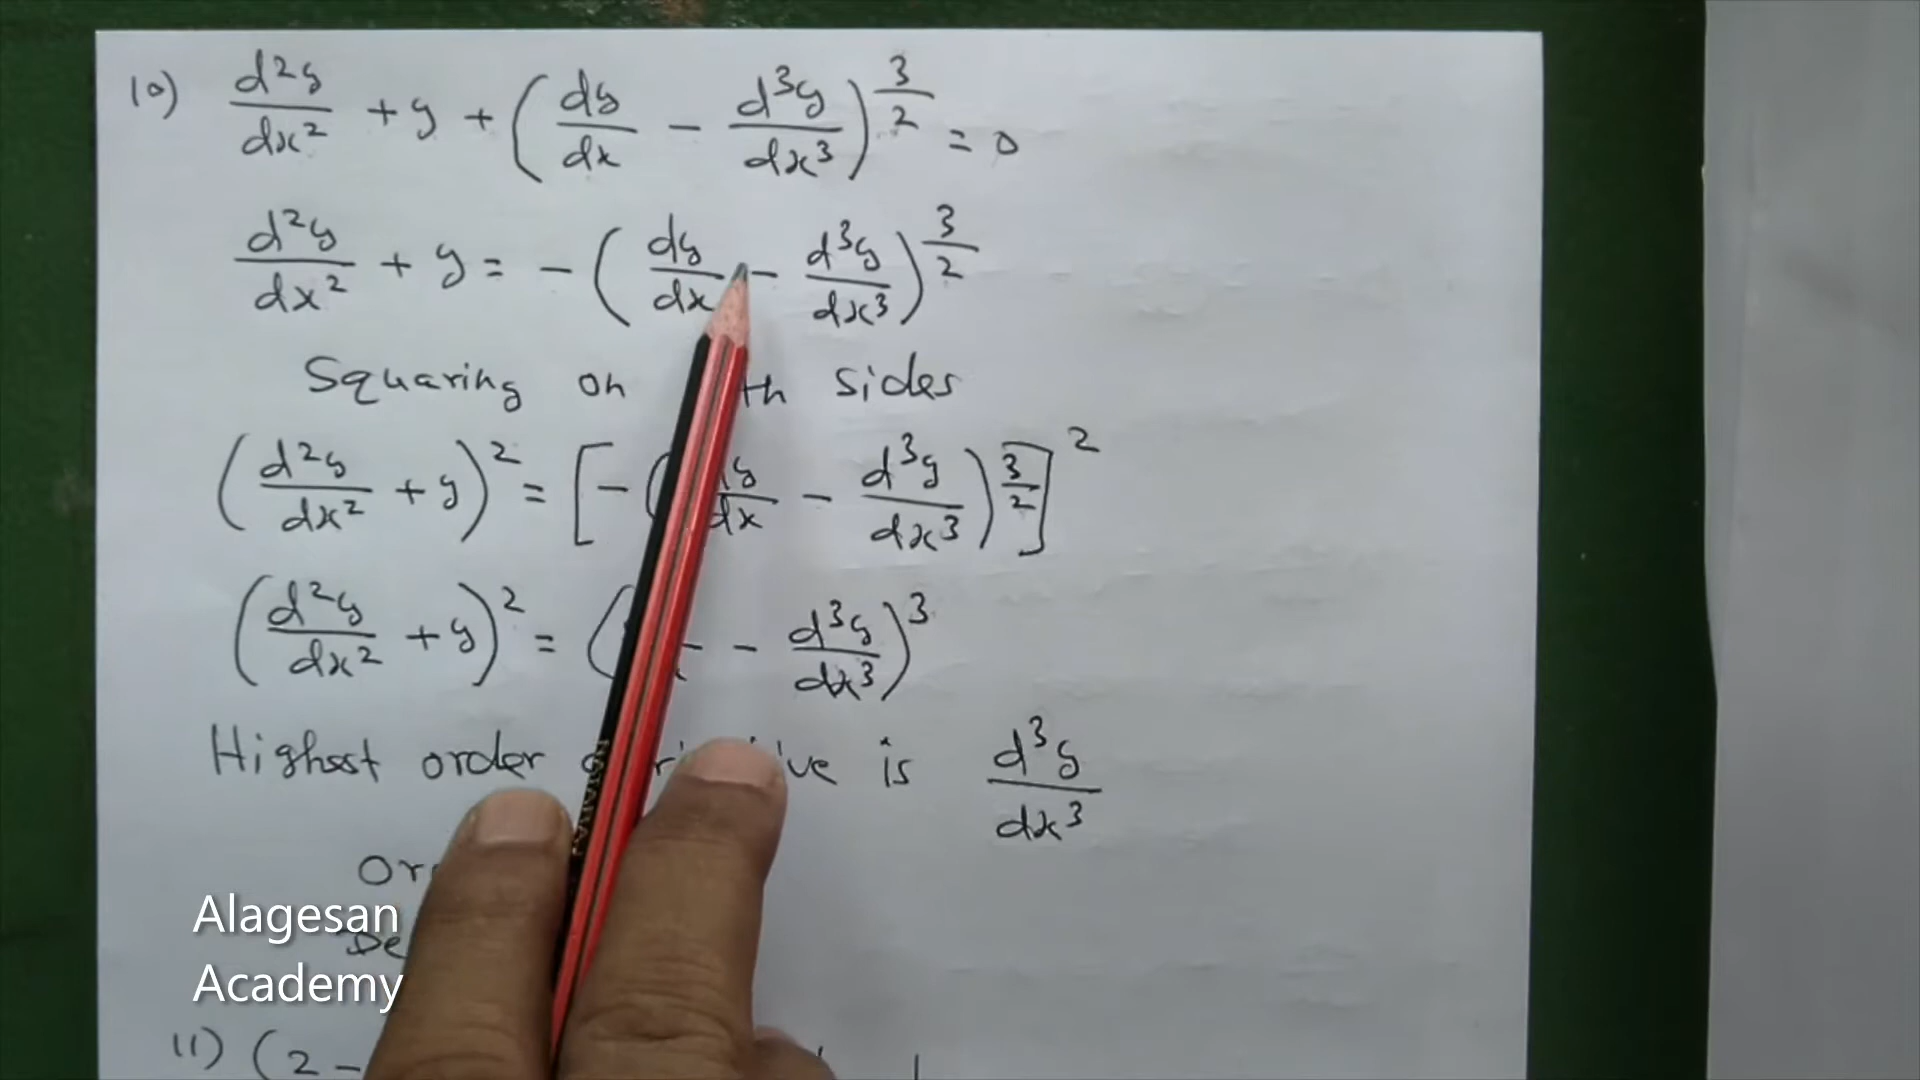 10) d²y/dx² + y + (dy/dx - d³y/dx³)^3/2 = 0
d²y/dx² + y = - (dy/dx - d³y/dx³)^3/2
Squaring on sides
(d²y/dx² + y)² = [- (dy/dx - d³y/dx³)^3/2]²
(d²y/dx² + y)² = ( - d³y/dx³)³
Highest order is d³y/dx³
Alagesan
Academy
11) (2 -